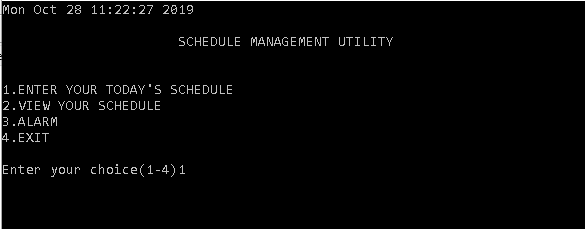 Mon Oct 28 11:22:27 2019
SCHEDULE MANAGEMENT UTILITY
1.ENTER YOUR TODAY'S SCHEDULE
2.VIEW YOUR SCHEDULE
3.ALARM
4.EXIT
Enter your choice(1-4)1